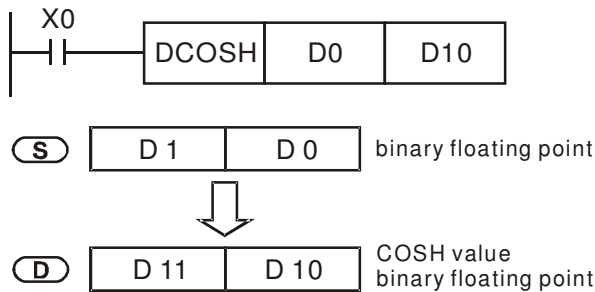 X0
DCOSH D0 D10
S D 1 D 0 binary floating point
D D 11 D 10 COSH value
binary floating point